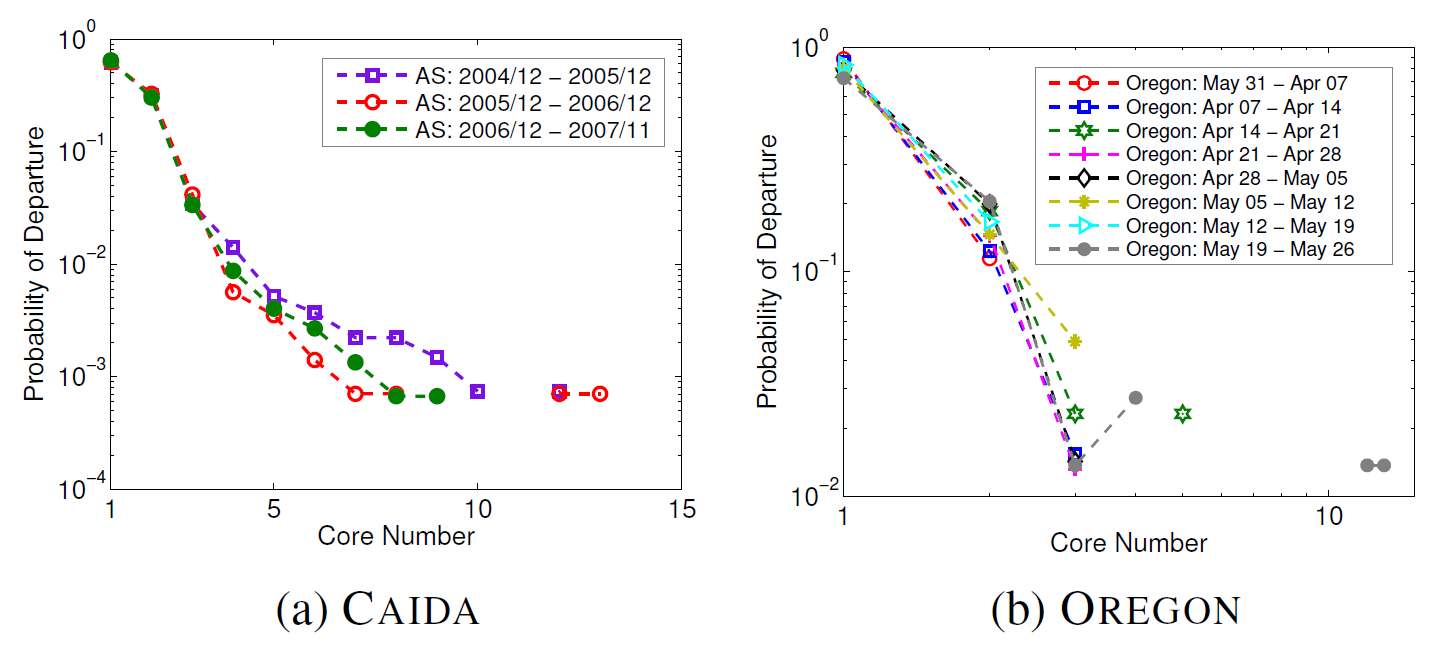 10^0
10^-1
10^-2
10^-3
10^-4
Probability of Departure
AS: 2004/12 – 2005/12
AS: 2005/12 – 2006/12
AS: 2006/12 – 2007/11
1 5 10 15
Core Number
(a) CAIDA
10^0
10^-1
10^-2
Probability of Departure
Oregon: May 31 – Apr 07
Oregon: Apr 07 – Apr 14
Oregon: Apr 14 – Apr 21
Oregon: Apr 21 – Apr 28
Oregon: Apr 28 – May 05
Oregon: May 05 – May 12
Oregon: May 12 – May 19
Oregon: May 19 – May 26
1 10
Core Number
(b) OREGON